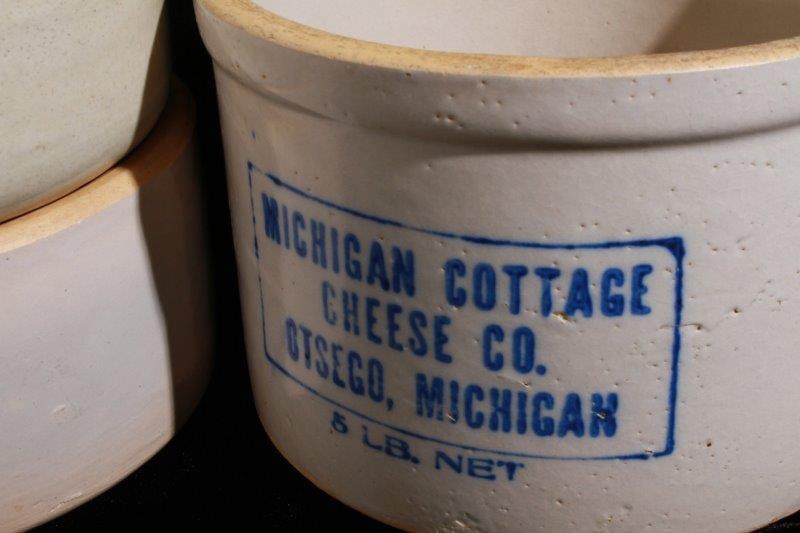 MICHIGAN COTTAGE
CHEESE CO.
OTSEGO, MICHIGAN
5 LB. NET